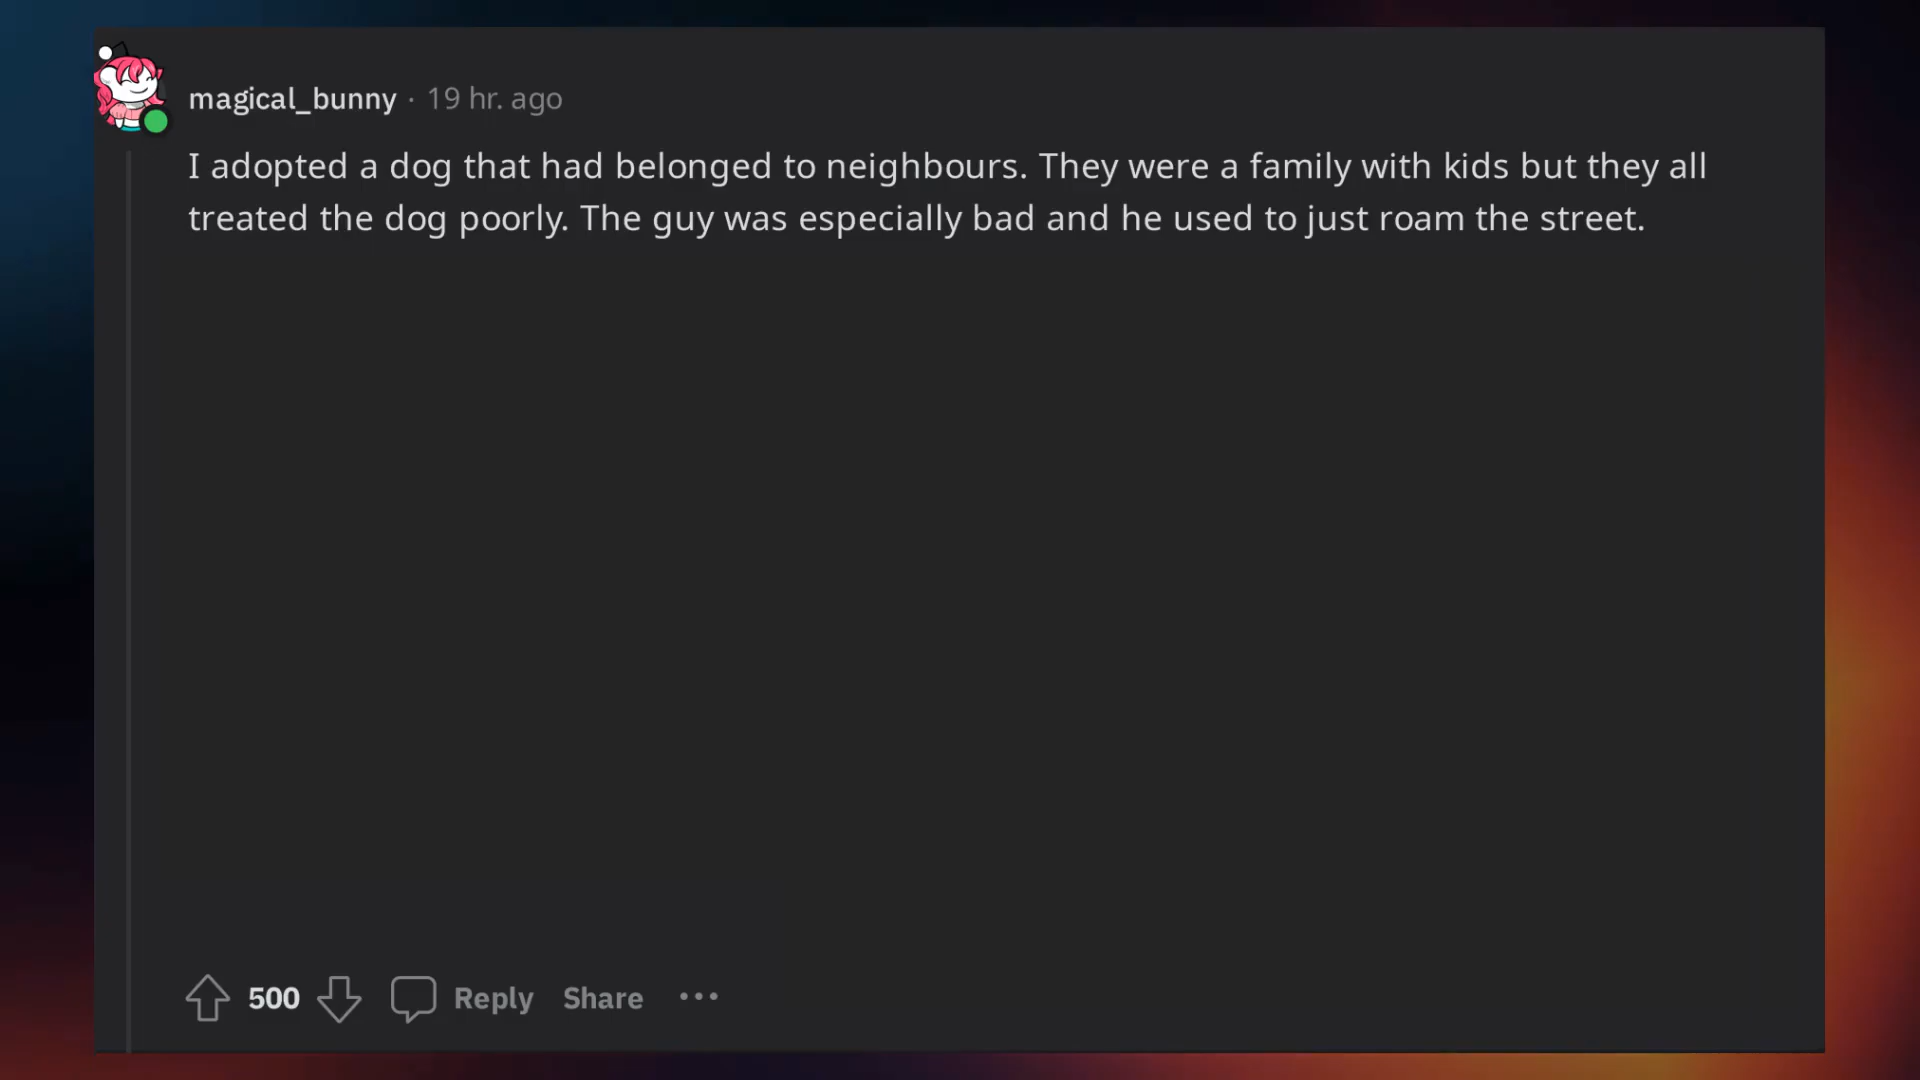 magical_bunny · 19 hr. ago
I adopted a dog that had belonged to neighbours. They were a family with kids but they all
treated the dog poorly. The guy was especially bad and he used to just roam the street.
500 Reply Share ···